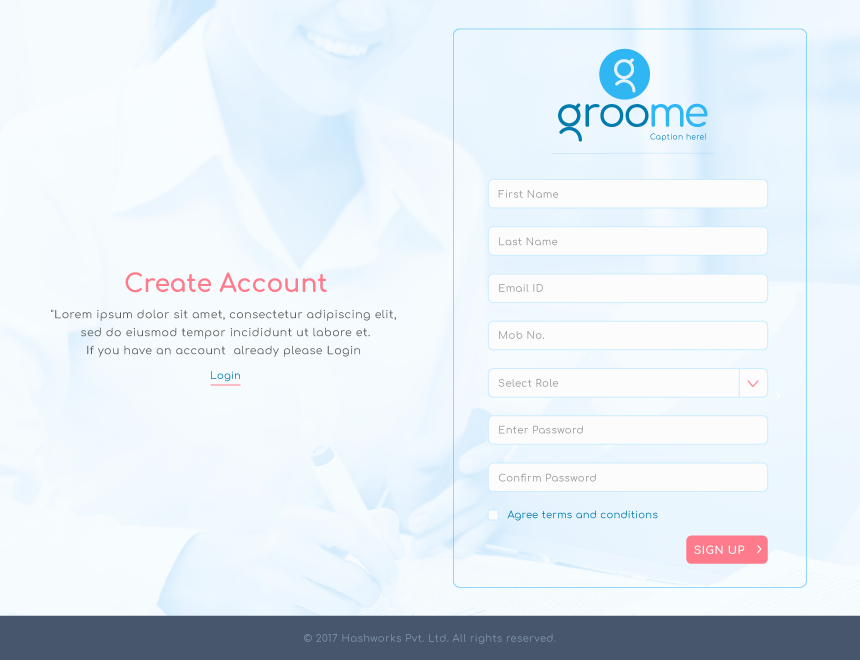 g
groome
Caption here!
Create Account
"Lorem ipsum dolor sit amet, consectetur adipiscing elit,
sed do eiusmod tempor incididunt ut labore et.
If you have an account already please Login
Login
First Name
Last Name
Email ID
Mob No.
Select Role
Enter Password
Confirm Password
Agree terms and conditions
SIGN UP
© 2017 Hashworks Pvt. Ltd. All rights reserved.